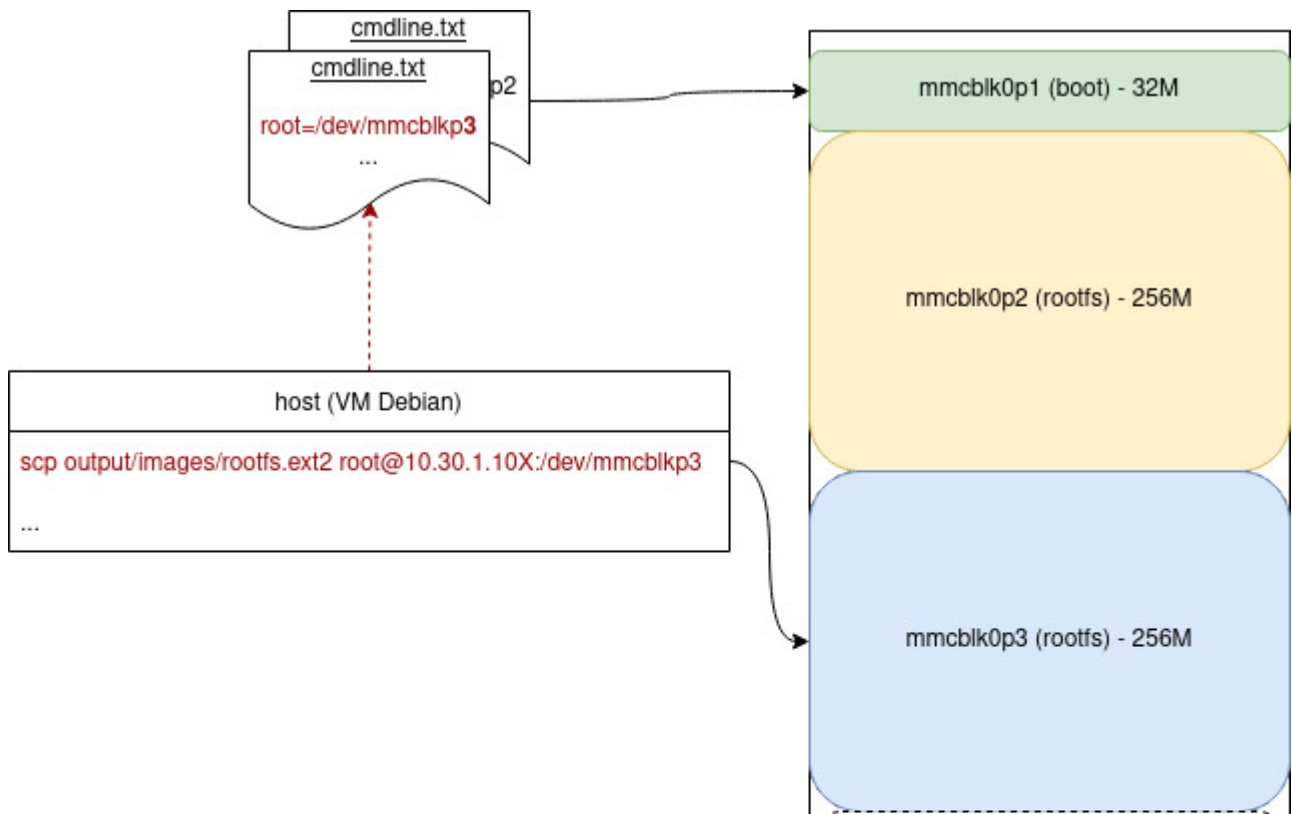 cmdline.txt
p2
cmdline.txt
root=/dev/mmcblkp3
...
mmcblk0p1 (boot) - 32M
mmcblk0p2 (rootfs) - 256M
host (VM Debian)
scp output/images/rootfs.ext2 root@10.30.1.10X:/dev/mmcblkp3
...
mmcblk0p3 (rootfs) - 256M